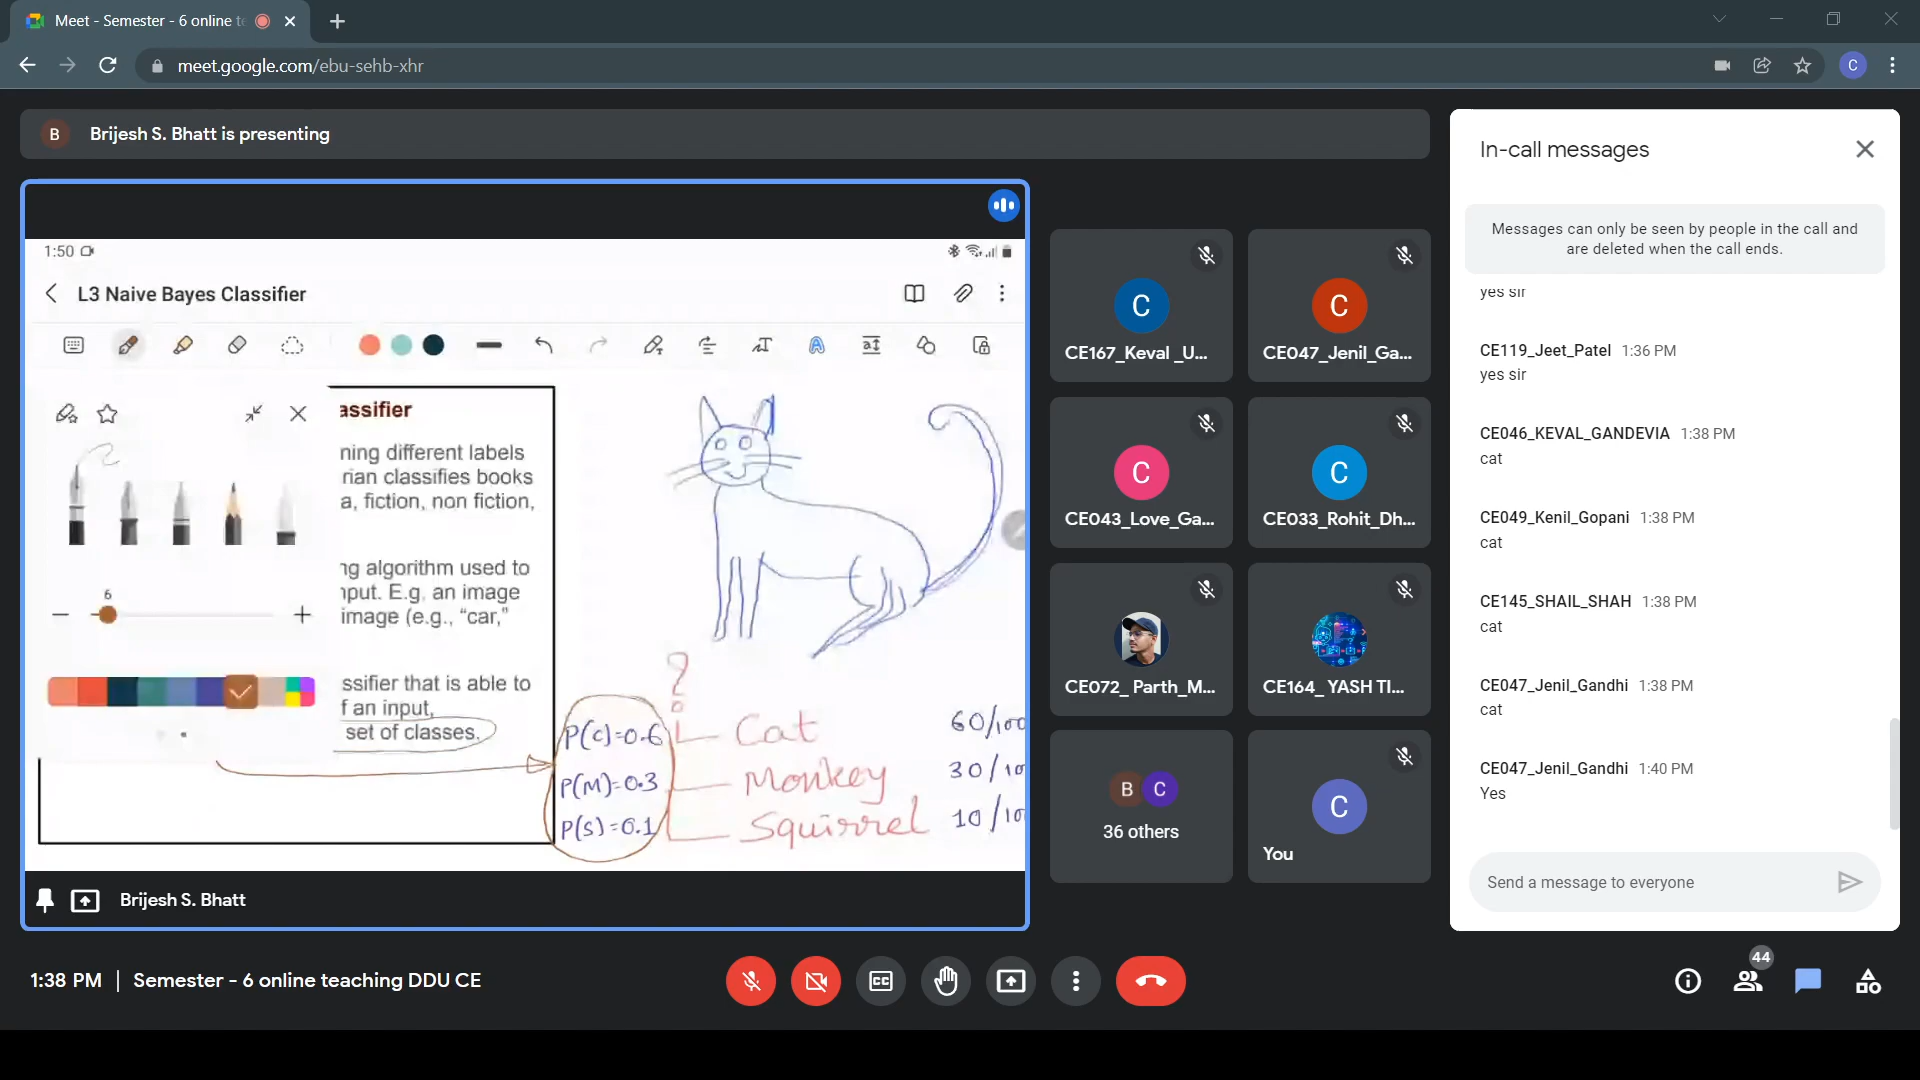 Meet - Semester - 6 online te
meet.google.com/ebu-sehb-xhr
C
B
Brijesh S. Bhatt is presenting
1:50
L3 Naive Bayes Classifier
assifier
ning different labels
rian classifies books
a, fiction, non fiction,
ng algorithm used to
nput. E.g. an image
image (e.g., “car,”
ssifier that is able to
f an input,
set of classes.
6
?
P(C)=0.6
Cat
60/100
P(M)=0.3
Monkey
30/10
P(S)=0.1
Squirrel
10/100
Brijesh S. Bhatt
C
CE167_Keval _U...
C
CE047_Jenil_Ga...
C
CE043_Love_Ga...
C
CE033_Rohit_Dh...
CE072_ Parth_M...
CE164_ YASH TI...
B C
36 others
C
You
In-call messages
Messages can only be seen by people in the call and
are deleted when the call ends.
yes sir
CE119_Jeet_Patel 1:36 PM
yes sir
CE046_KEVAL_GANDEVIA 1:38 PM
cat
CE049_Kenil_Gopani 1:38 PM
cat
CE145_SHAIL_SHAH 1:38 PM
cat
CE047_Jenil_Gandhi 1:38 PM
cat
CE047_Jenil_Gandhi 1:40 PM
Yes
Send a message to everyone
1:38 PM | Semester - 6 online teaching DDU CE
CC
44